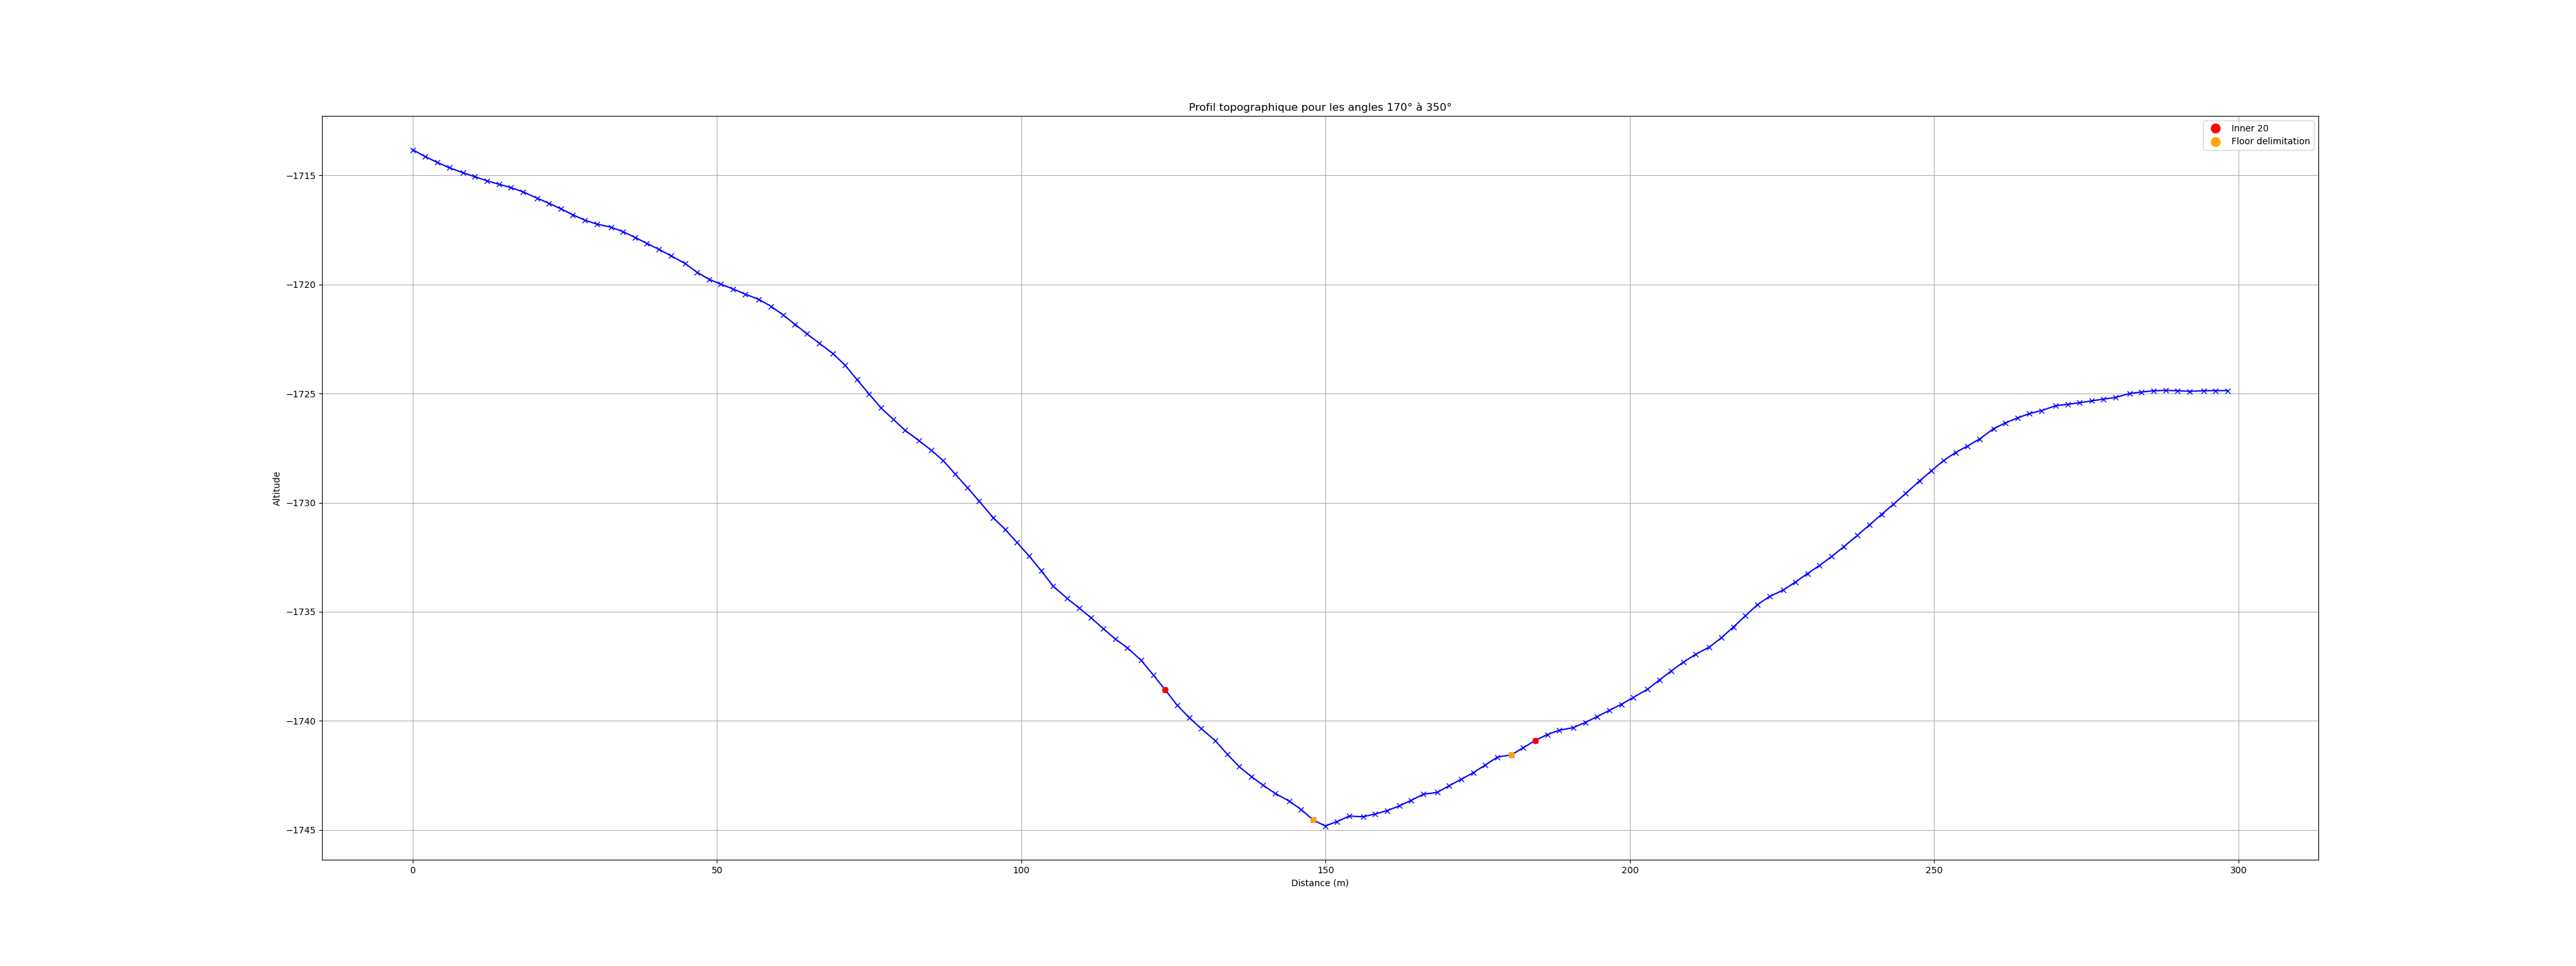 Profil topographique pour les angles 170° à 350°
Inner 20
Floor delimitation
−1715
−1720
−1725
−1730
−1735
−1740
−1745
Altitude
0 50 100 150 200 250 300
Distance (m)